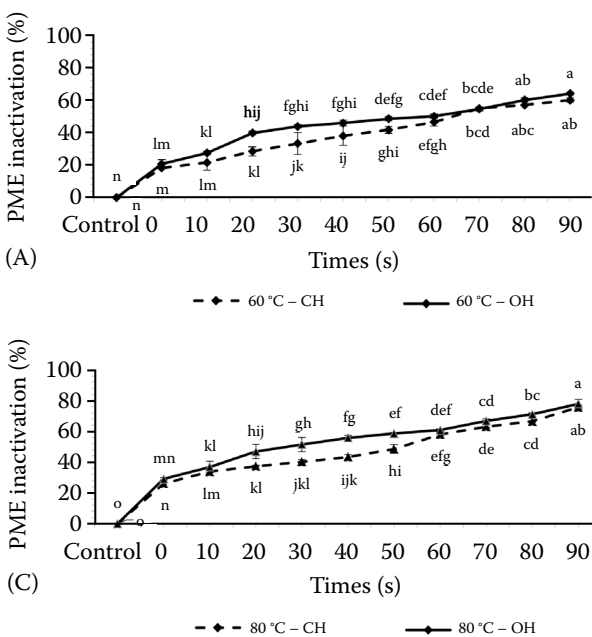 PME inactivation (%)
100
80
60
40
20
0
n lm kl hij fghi fghi defg cdef bcde ab a
n m lm kl jk ij ghi efgh bcd abc ab
Control 0 10 20 30 40 50 60 70 80 90
(A)
Times (s)
60 °C – CH 60 °C – OH
PME inactivation (%)
100
80
60
40
20
0
o mn kl hij gh fg ef def cd bc a
o n lm kl jkl ijk hi efg de cd ab
Control 0 10 20 30 40 50 60 70 80 90
(C)
Times (s)
80 °C – CH 80 °C – OH